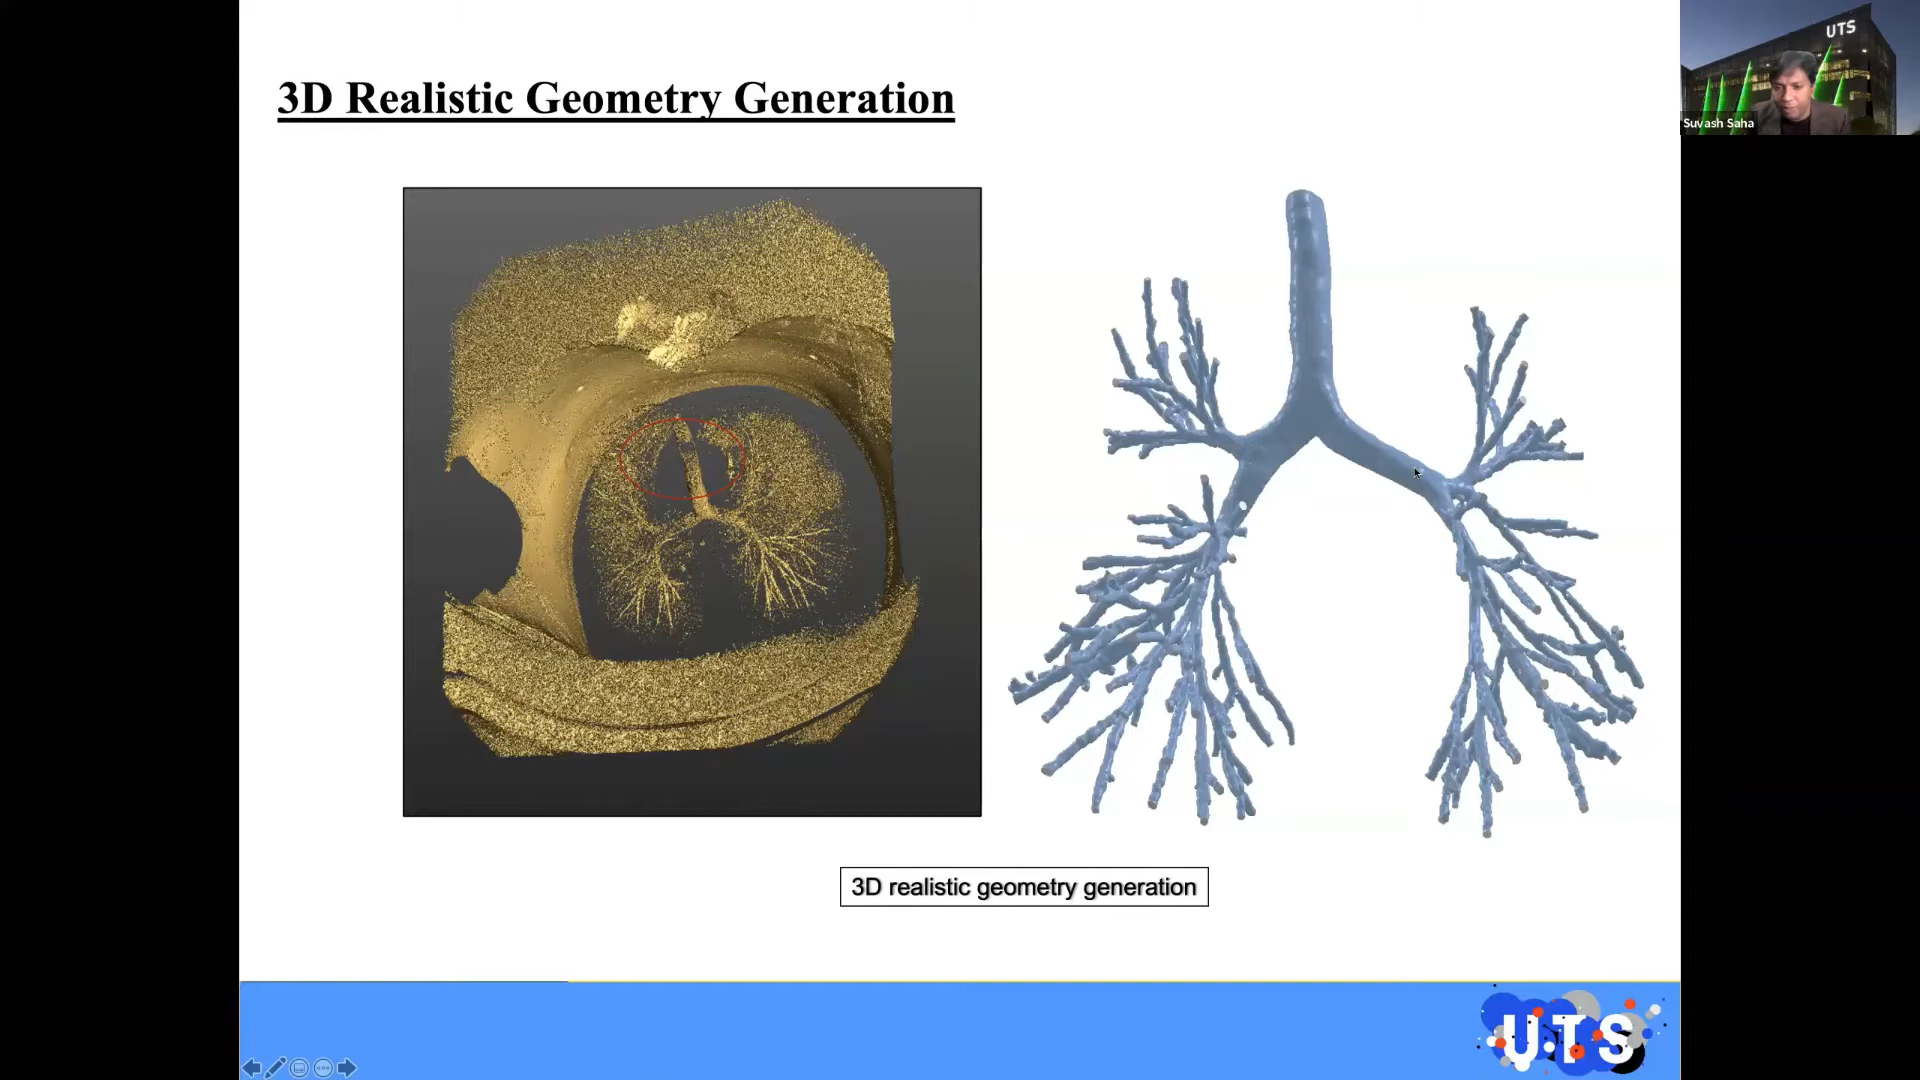 3D Realistic Geometry Generation
UTS
Suvash Saha
3D realistic geometry generation
UTS